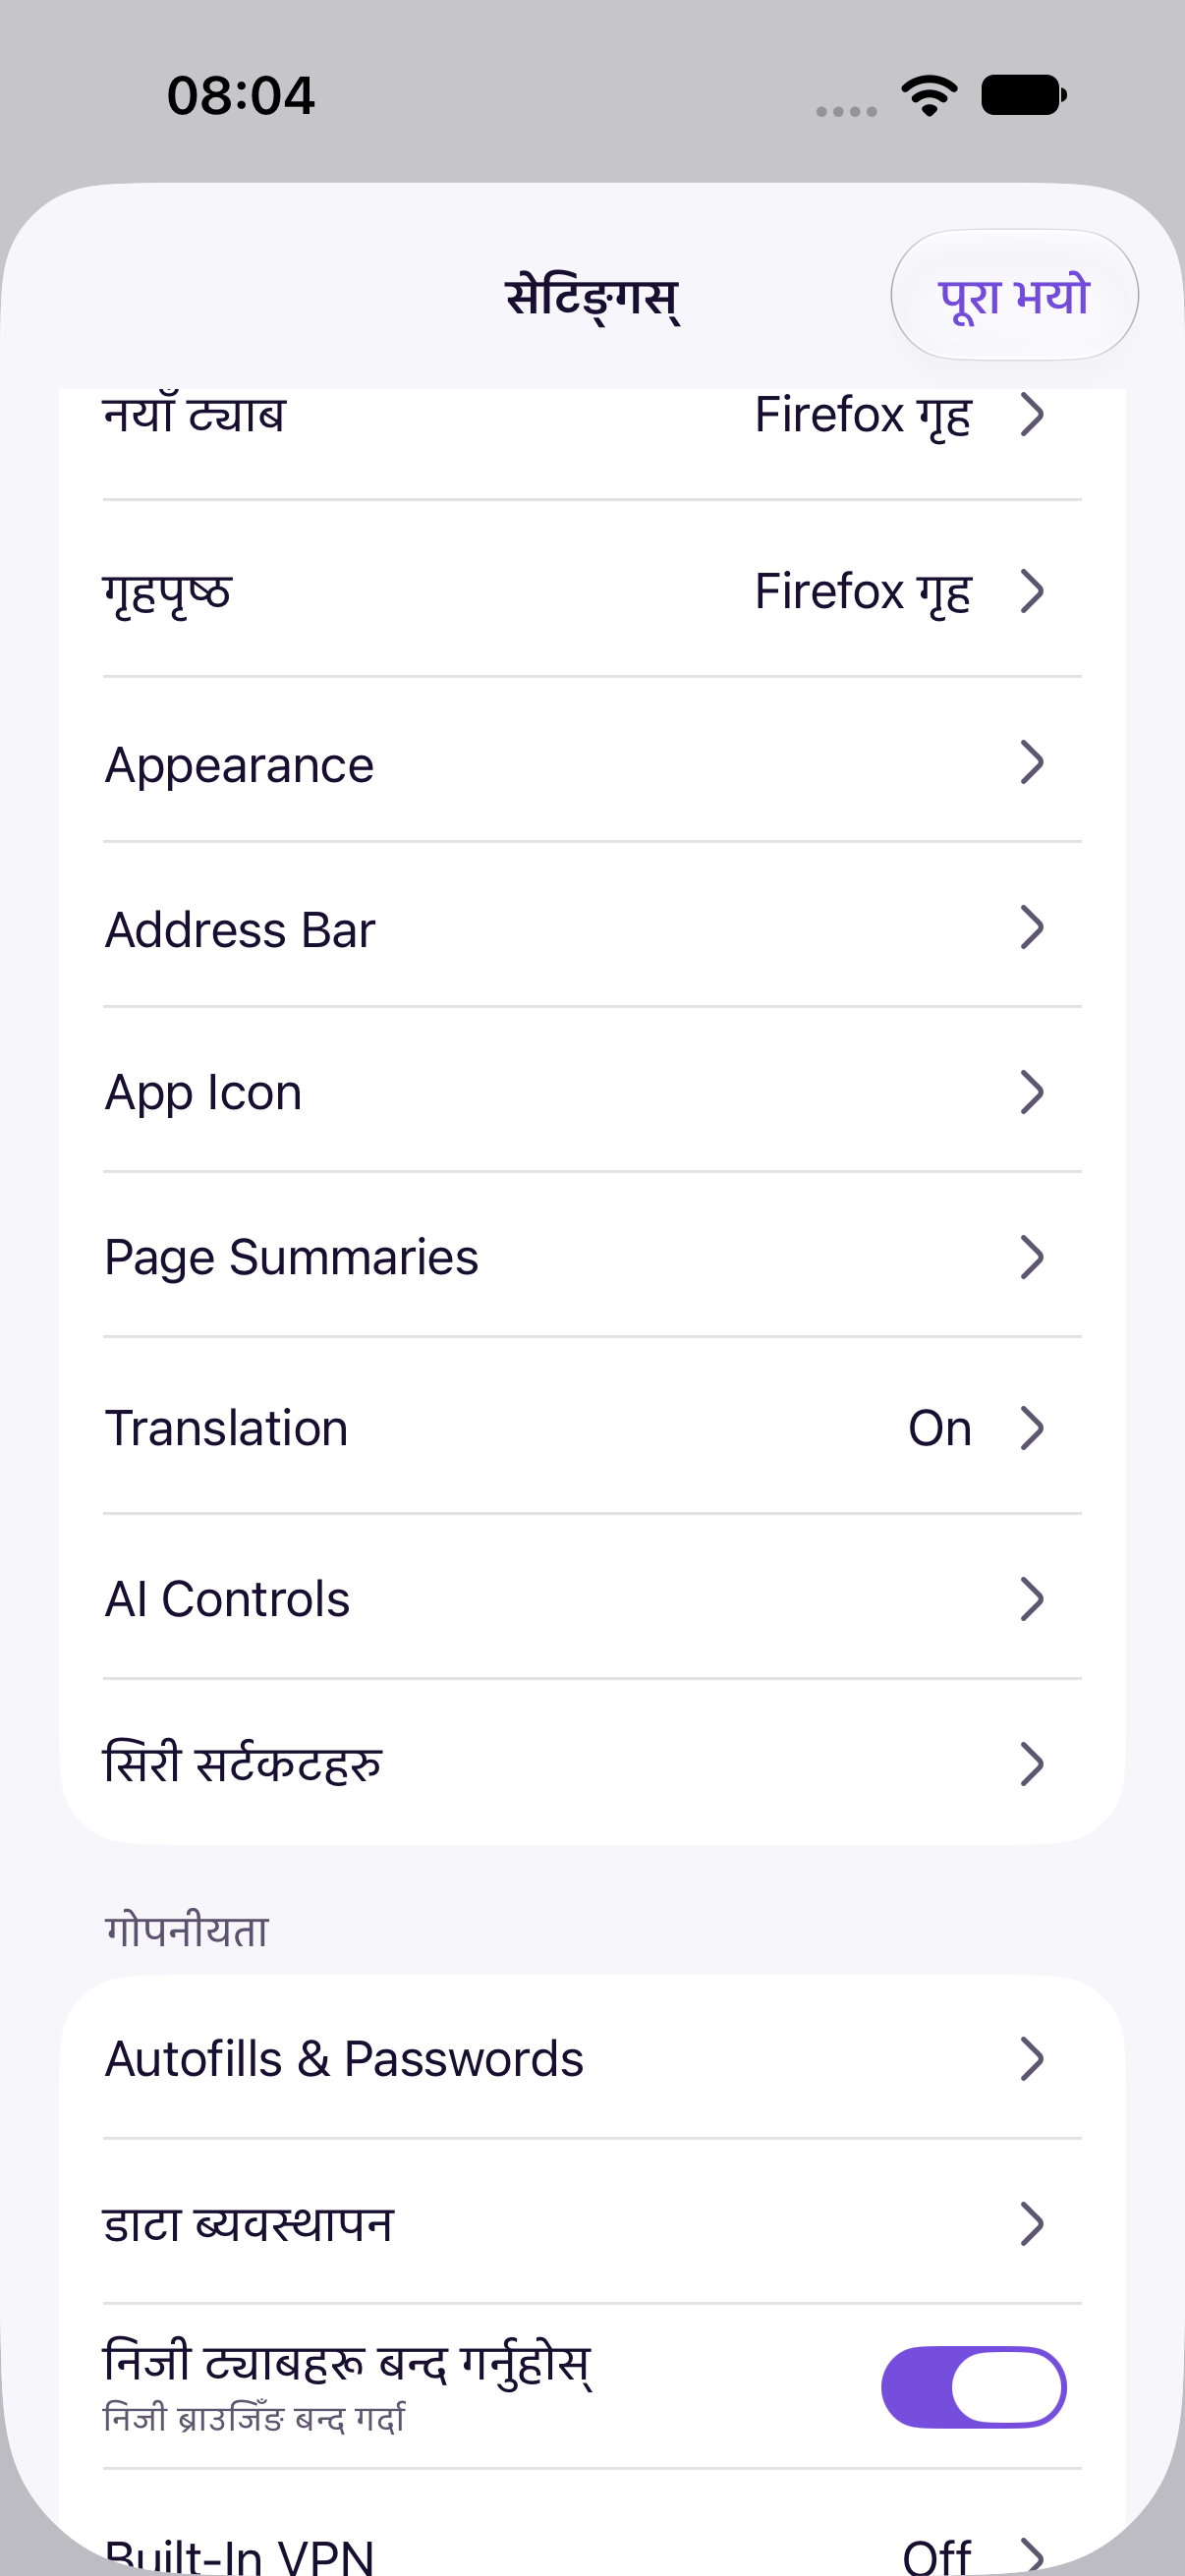 08:04
सेटिङ्गस्
पूरा भयो
नयाँ ट्याब
Firefox गृह
गृहपृष्ठ
Firefox गृह
Appearance
Address Bar
App Icon
Page Summaries
Translation
On
AI Controls
सिरी सर्टकटहरु
गोपनीयता
Autofills & Passwords
डाटा ब्यवस्थापन
निजी ट्याबहरू बन्द गर्नुहोस्
निजी ब्राउजिँङ बन्द गर्दा
Built-In VPN
Off